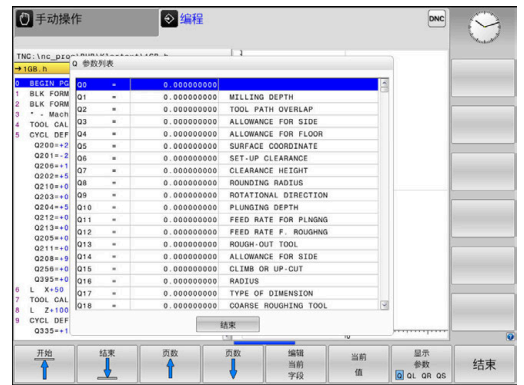 手动操作
编程
DNC
TNC:\nc_prog\
→1GB.h
Q 参数列表
0 BEGIN PG
1 BLK FORM
2 BLK FORM
3 * - Mach
4 TOOL CAL
5 CYCL DEF
Q200=+2
Q201=-2
Q206=+1
Q202=+5
Q210=+0
Q203=+0
Q204=+5
Q212=+0
Q213=+0
Q205=+0
Q211=+0
Q208=+9
Q256=+0
Q395=+0
6 L X+50
7 TOOL CAL
8 L Z+100
9 CYCL DEF
Q335=+1
Q0 = 0.000000000
Q1 = 0.000000000 MILLING DEPTH
Q2 = 0.000000000 TOOL PATH OVERLAP
Q3 = 0.000000000 ALLOWANCE FOR SIDE
Q4 = 0.000000000 ALLOWANCE FOR FLOOR
Q5 = 0.000000000 SURFACE COORDINATE
Q6 = 0.000000000 SET-UP CLEARANCE
Q7 = 0.000000000 CLEARANCE HEIGHT
Q8 = 0.000000000 ROUNDING RADIUS
Q9 = 0.000000000 ROTATIONAL DIRECTION
Q10 = 0.000000000 PLUNGING DEPTH
Q11 = 0.000000000 FEED RATE FOR PLNGNG
Q12 = 0.000000000 FEED RATE F. ROUGHNG
Q13 = 0.000000000 ROUGH-OUT TOOL
Q14 = 0.000000000 ALLOWANCE FOR SIDE
Q15 = 0.000000000 CLIMB OR UP-CUT
Q16 = 0.000000000 RADIUS
Q17 = 0.000000000 TYPE OF DIMENSION
Q18 = 0.000000000 COARSE ROUGHING TOOL
结束
开始
结束
页数
页数
编辑
当前
字段
当前
值
显示
参数
Q QL QR QS
结束